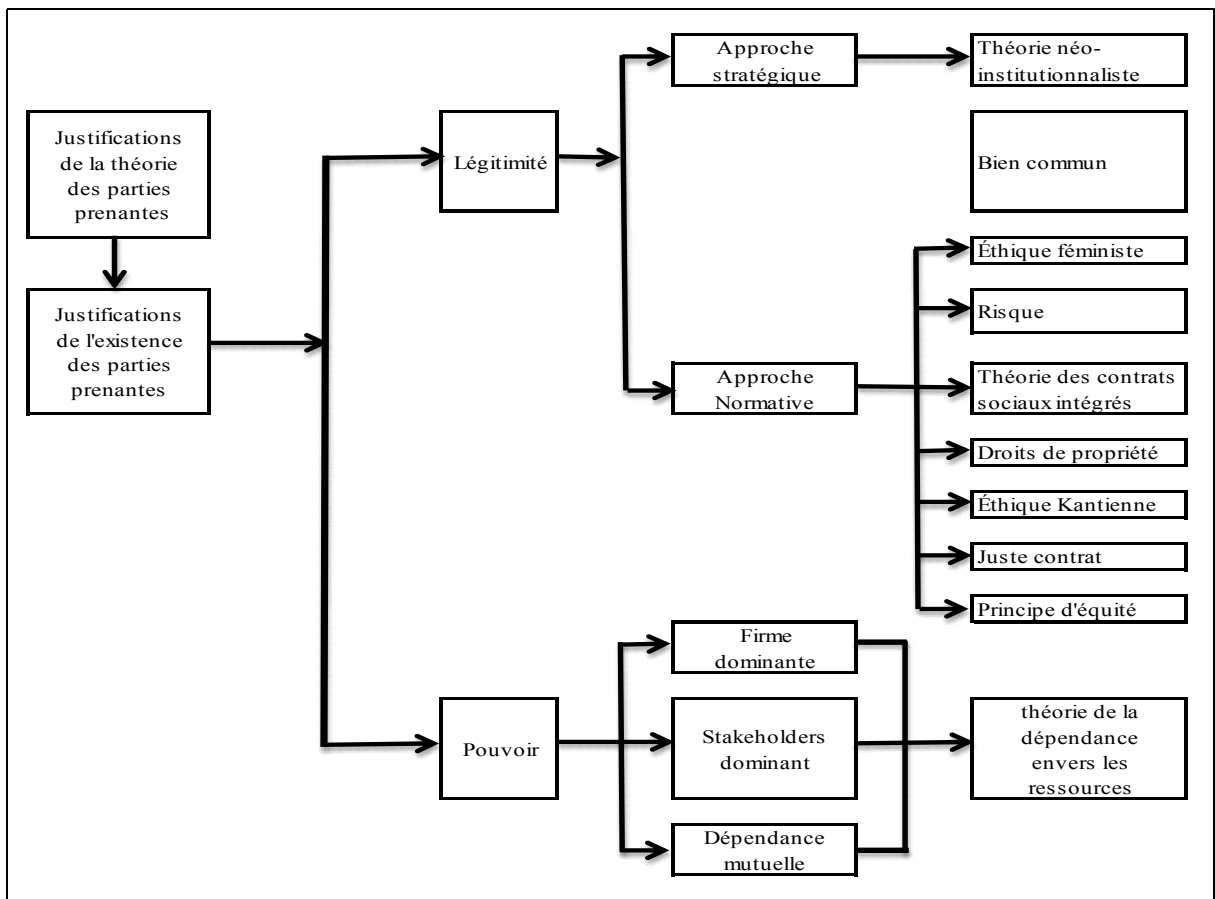 Justifications
de la théorie
des parties
prenantes
Justifications
de l'existence
des parties
prenantes
Légitimité
Pouvoir
Approche
stratégique
Approche
Normative
Firme
dominante
Stakeholders
dominant
Dépendance
mutuelle
Théorie néo-
institutionnaliste
Bien commun
Éthique féministe
Risque
Théorie des contrats
sociaux intégrés
Droits de propriété
Éthique Kantienne
Juste contrat
Principe d'équité
théorie de la
dépendance
envers les
ressources